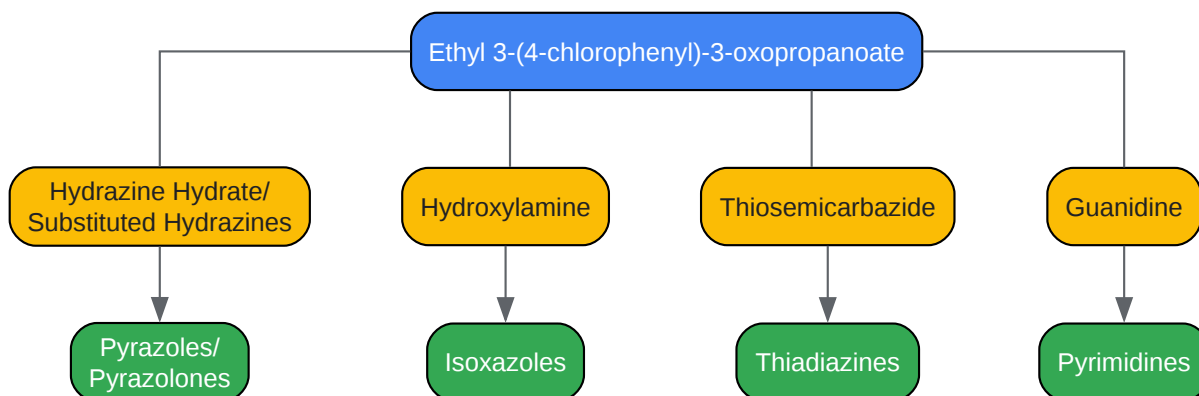 Ethyl 3-(4-chlorophenyl)-3-oxopropanoate
Hydrazine Hydrate/
Substituted Hydrazines
Hydroxylamine
Thiosemicarbazide
Guanidine
Pyrazoles/
Pyrazolones
Isoxazoles
Thiadiazines
Pyrimidines